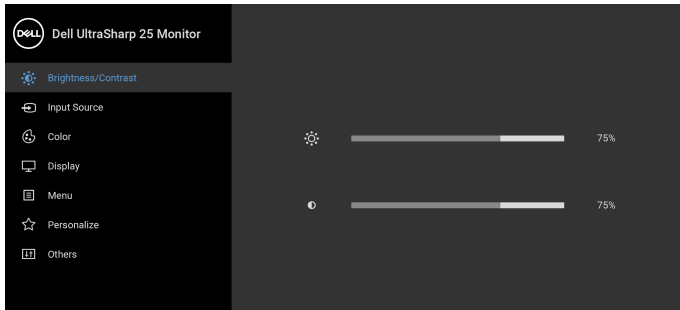 DELL
Dell UltraSharp 25 Monitor
Brightness/Contrast
Input Source
Color
75%
Display
Menu
75%
Personalize
Others